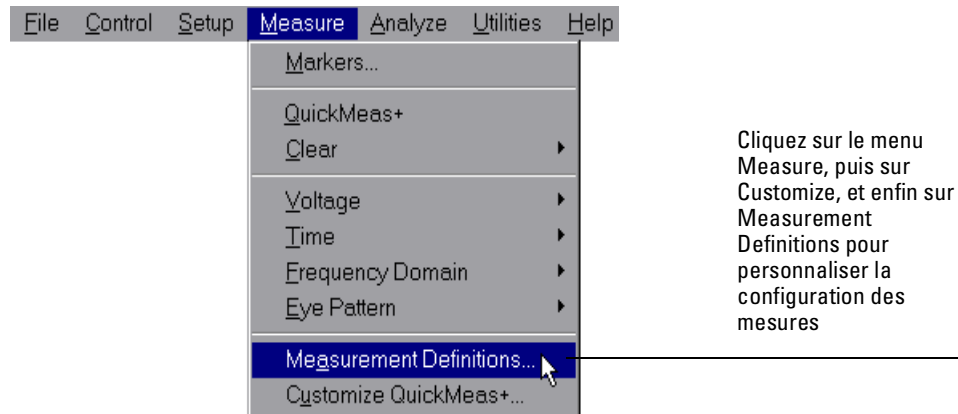 File Control Setup Measure Analyze Utilities Help
Markers...
QuickMeas+
Clear
Voltage
Time
Frequency Domain
Eye Pattern
Measurement Definitions...
Customize QuickMeas+...
Cliquez sur le menu
Measure, puis sur
Customize, et enfin sur
Measurement
Definitions pour
personnaliser la
configuration des
mesures